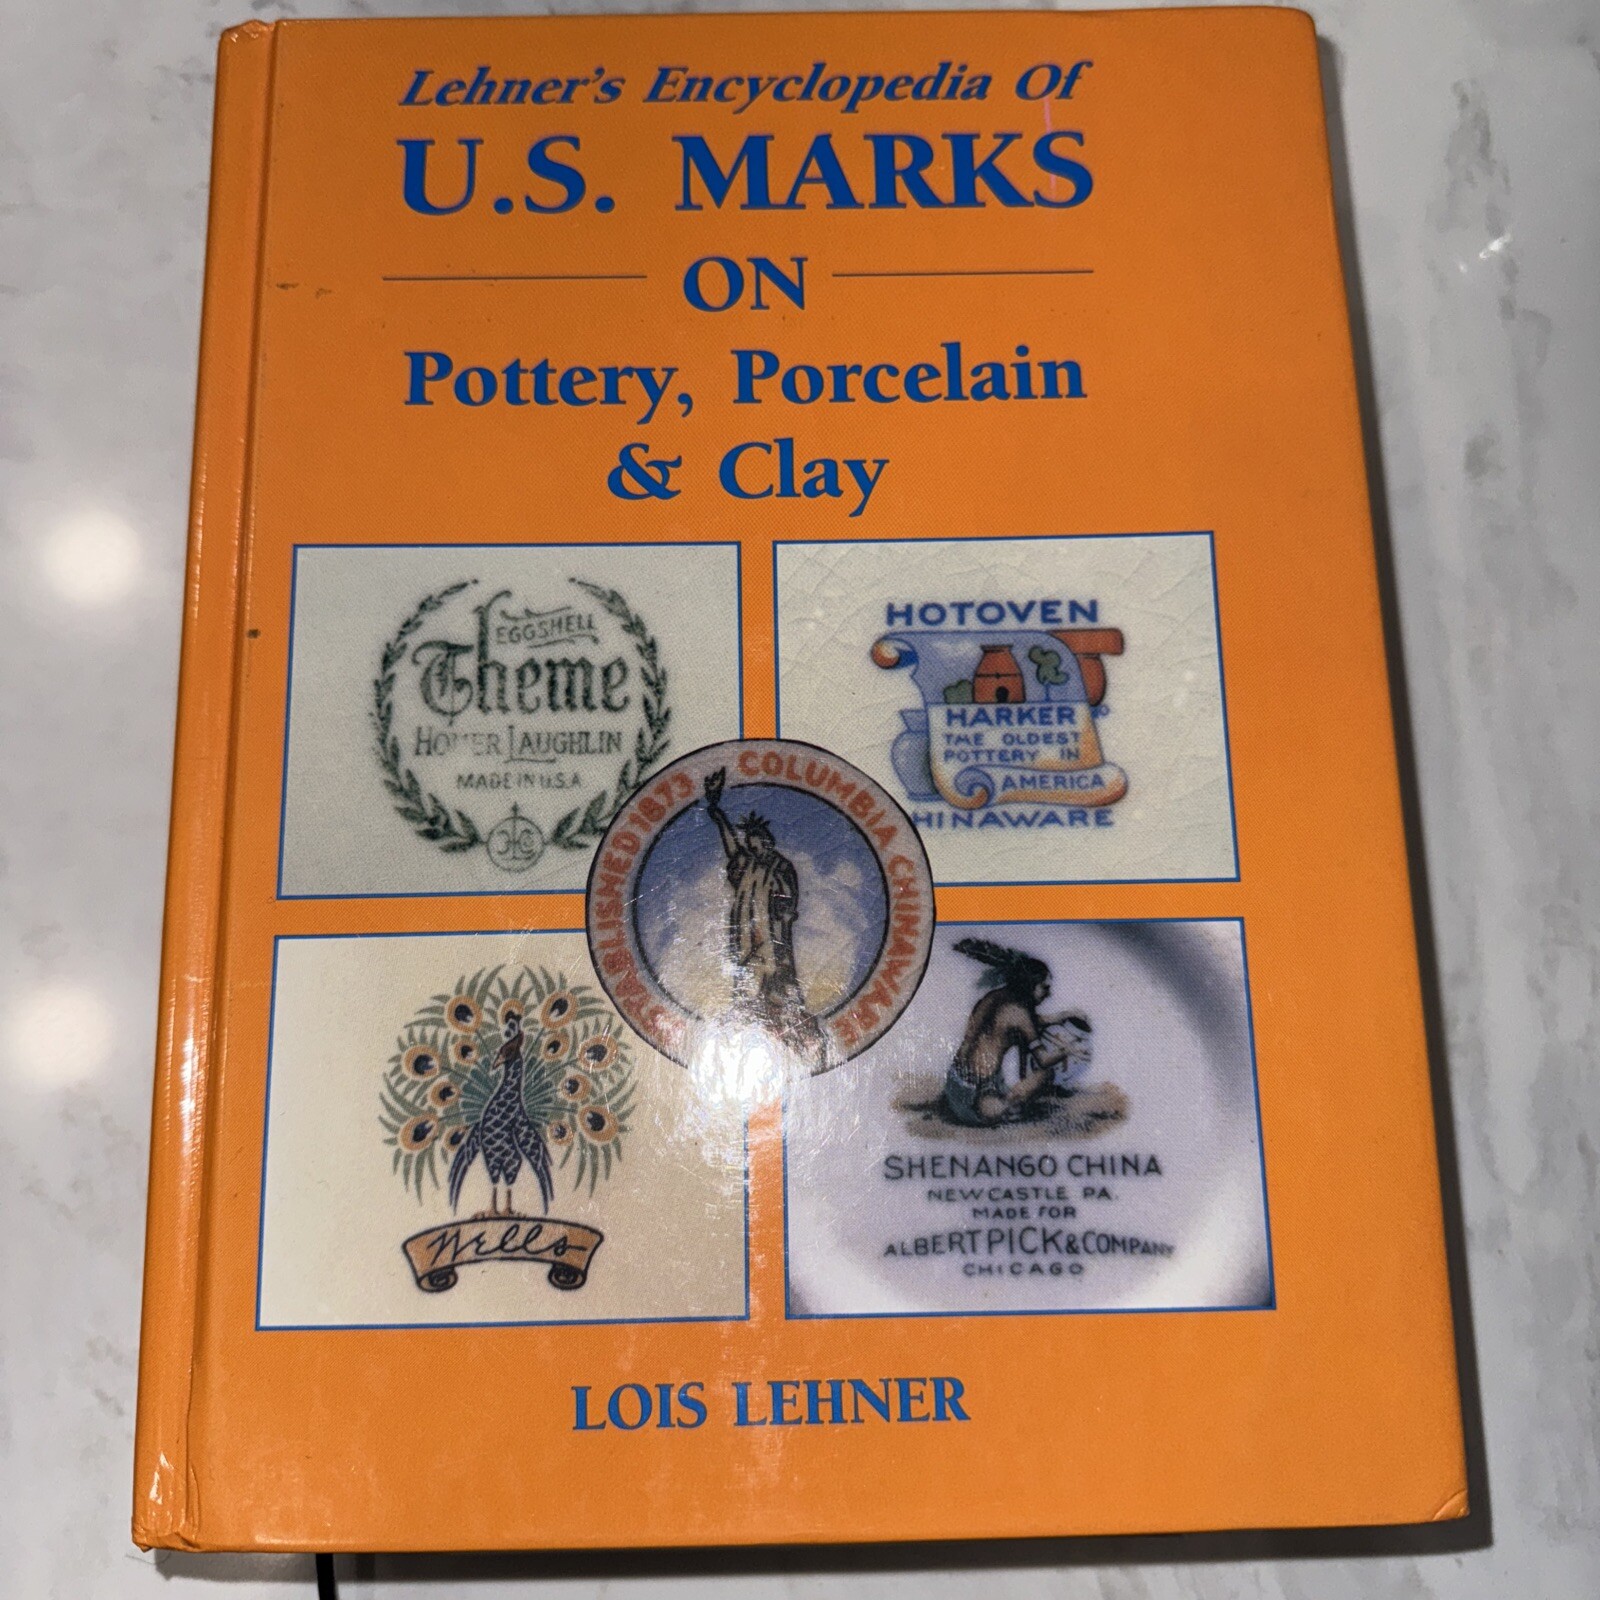 Lehner's Encyclopedia Of
U.S. MARKS
ON
Pottery, Porcelain
& Clay
EGGSHELL
Theme
HOMER LAUGHLIN
MADE IN U.S.A
HOTOVEN
HARKER
THE OLDEST
POTTERY IN
AMERICA
HINAWARE
ESTABLISHED 1873 COLUMBIA CHINAWARE
Wells
SHENANGO CHINA
NEW CASTLE PA.
MADE FOR
ALBERT PICK & COMPANY
CHICAGO
LOIS LEHNER